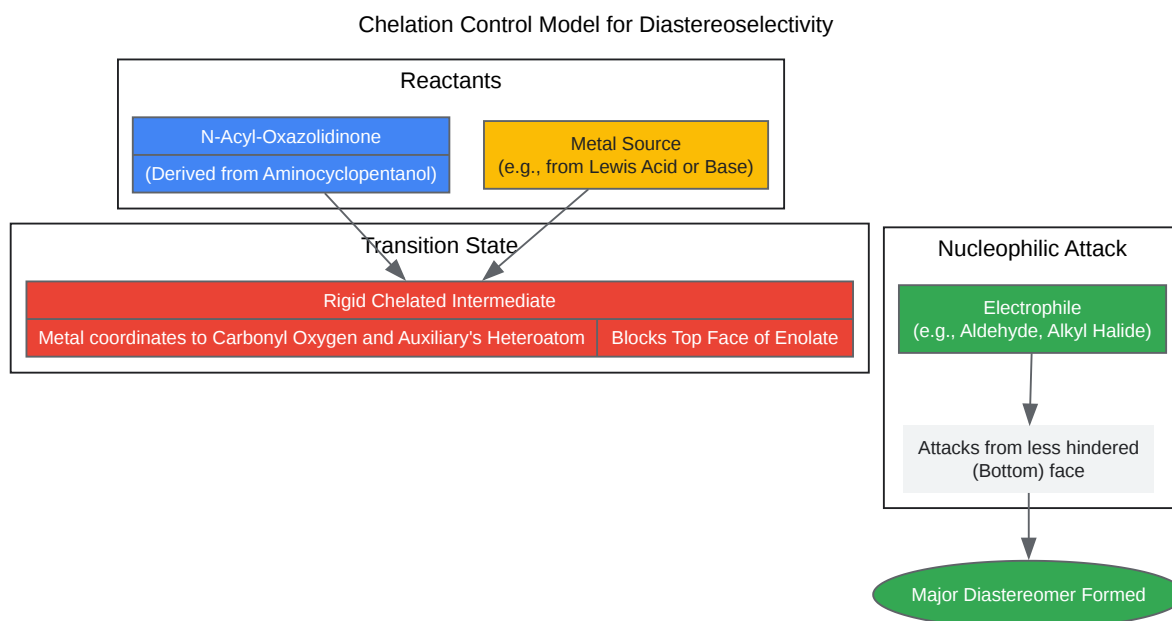 Chelation Control Model for Diastereoselectivity
Reactants
N-Acyl-Oxazolidinone
(Derived from Aminocyclopentanol)
Metal Source
(e.g., from Lewis Acid or Base)
Transition State
Rigid Chelated Intermediate
Metal coordinates to Carbonyl Oxygen and Auxiliary's Heteroatom
Blocks Top Face of Enolate
Nucleophilic Attack
Electrophile
(e.g., Aldehyde, Alkyl Halide)
Attacks from less hindered
(Bottom) face
Major Diastereomer Formed